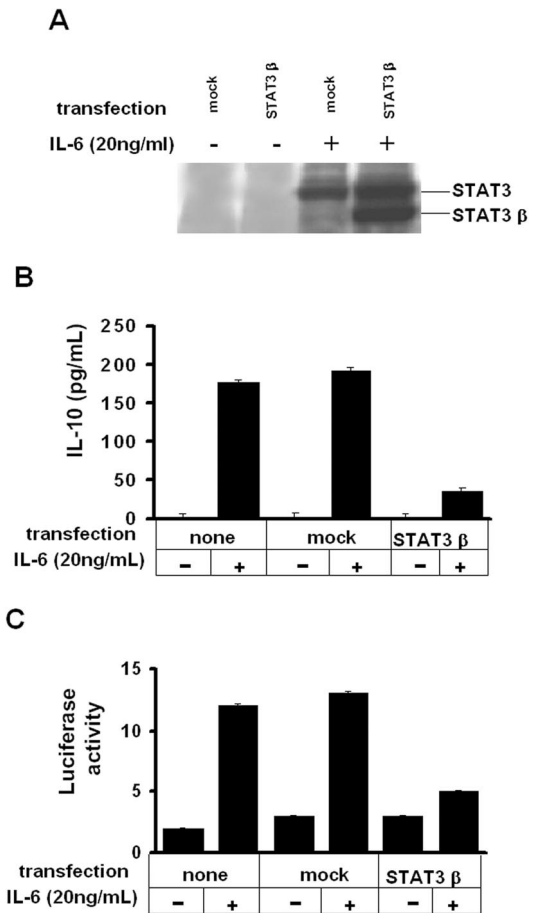 A
transfection mock STAT3 β mock STAT3 β
IL-6 (20ng/ml) - - + +
STAT3
STAT3 β
B
IL-10 (pg/mL)
250
200
150
100
50
0
transfection none mock STAT3 β
IL-6 (20ng/mL) - + - + - +
C
Luciferase
activity
15
10
5
0
transfection none mock STAT3 β
IL-6 (20ng/mL) - + - + - +